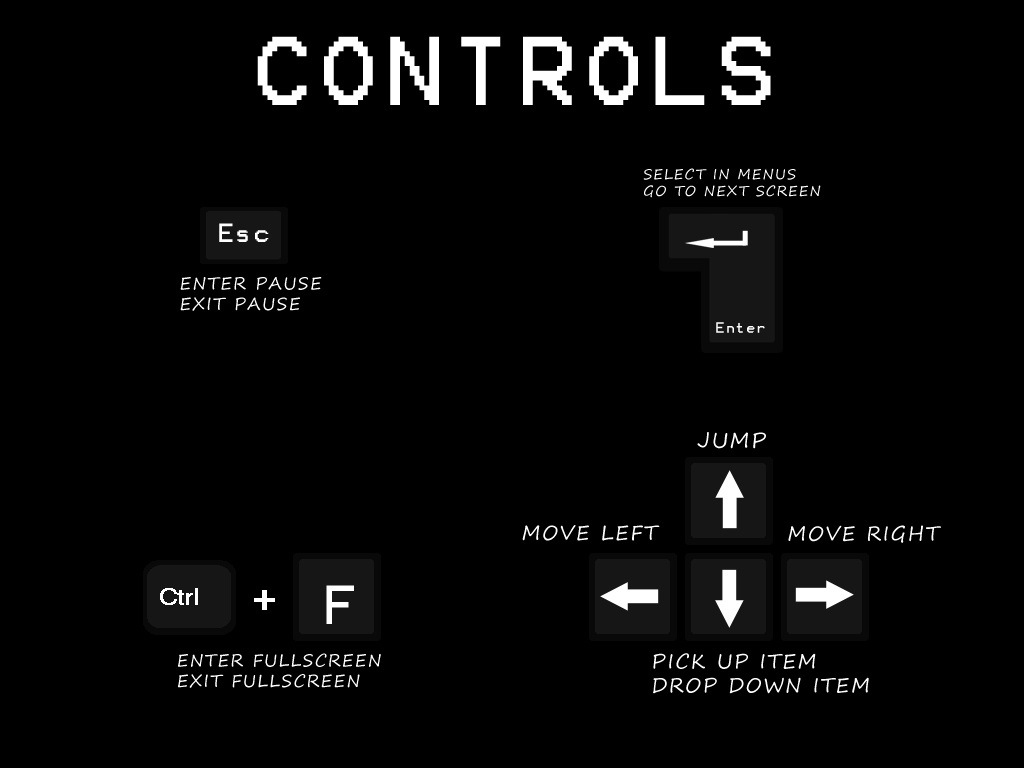 CONTROLS
SELECT IN MENUS
GO TO NEXT SCREEN
Esc
ENTER PAUSE
EXIT PAUSE
Enter
JUMP
MOVE LEFT
MOVE RIGHT
Ctrl + F
ENTER FULLSCREEN
EXIT FULLSCREEN
PICK UP ITEM
DROP DOWN ITEM